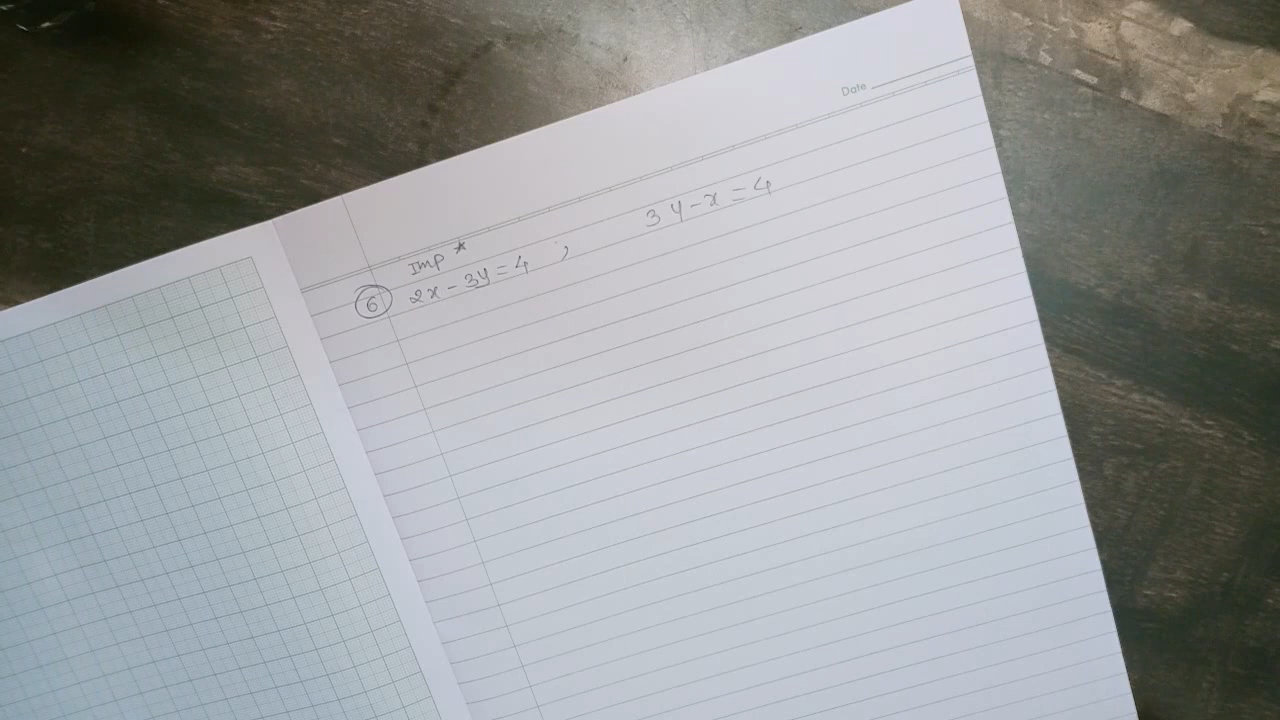 Date
Imp *
6 2x - 3y = 4 ; 3y - x = 4